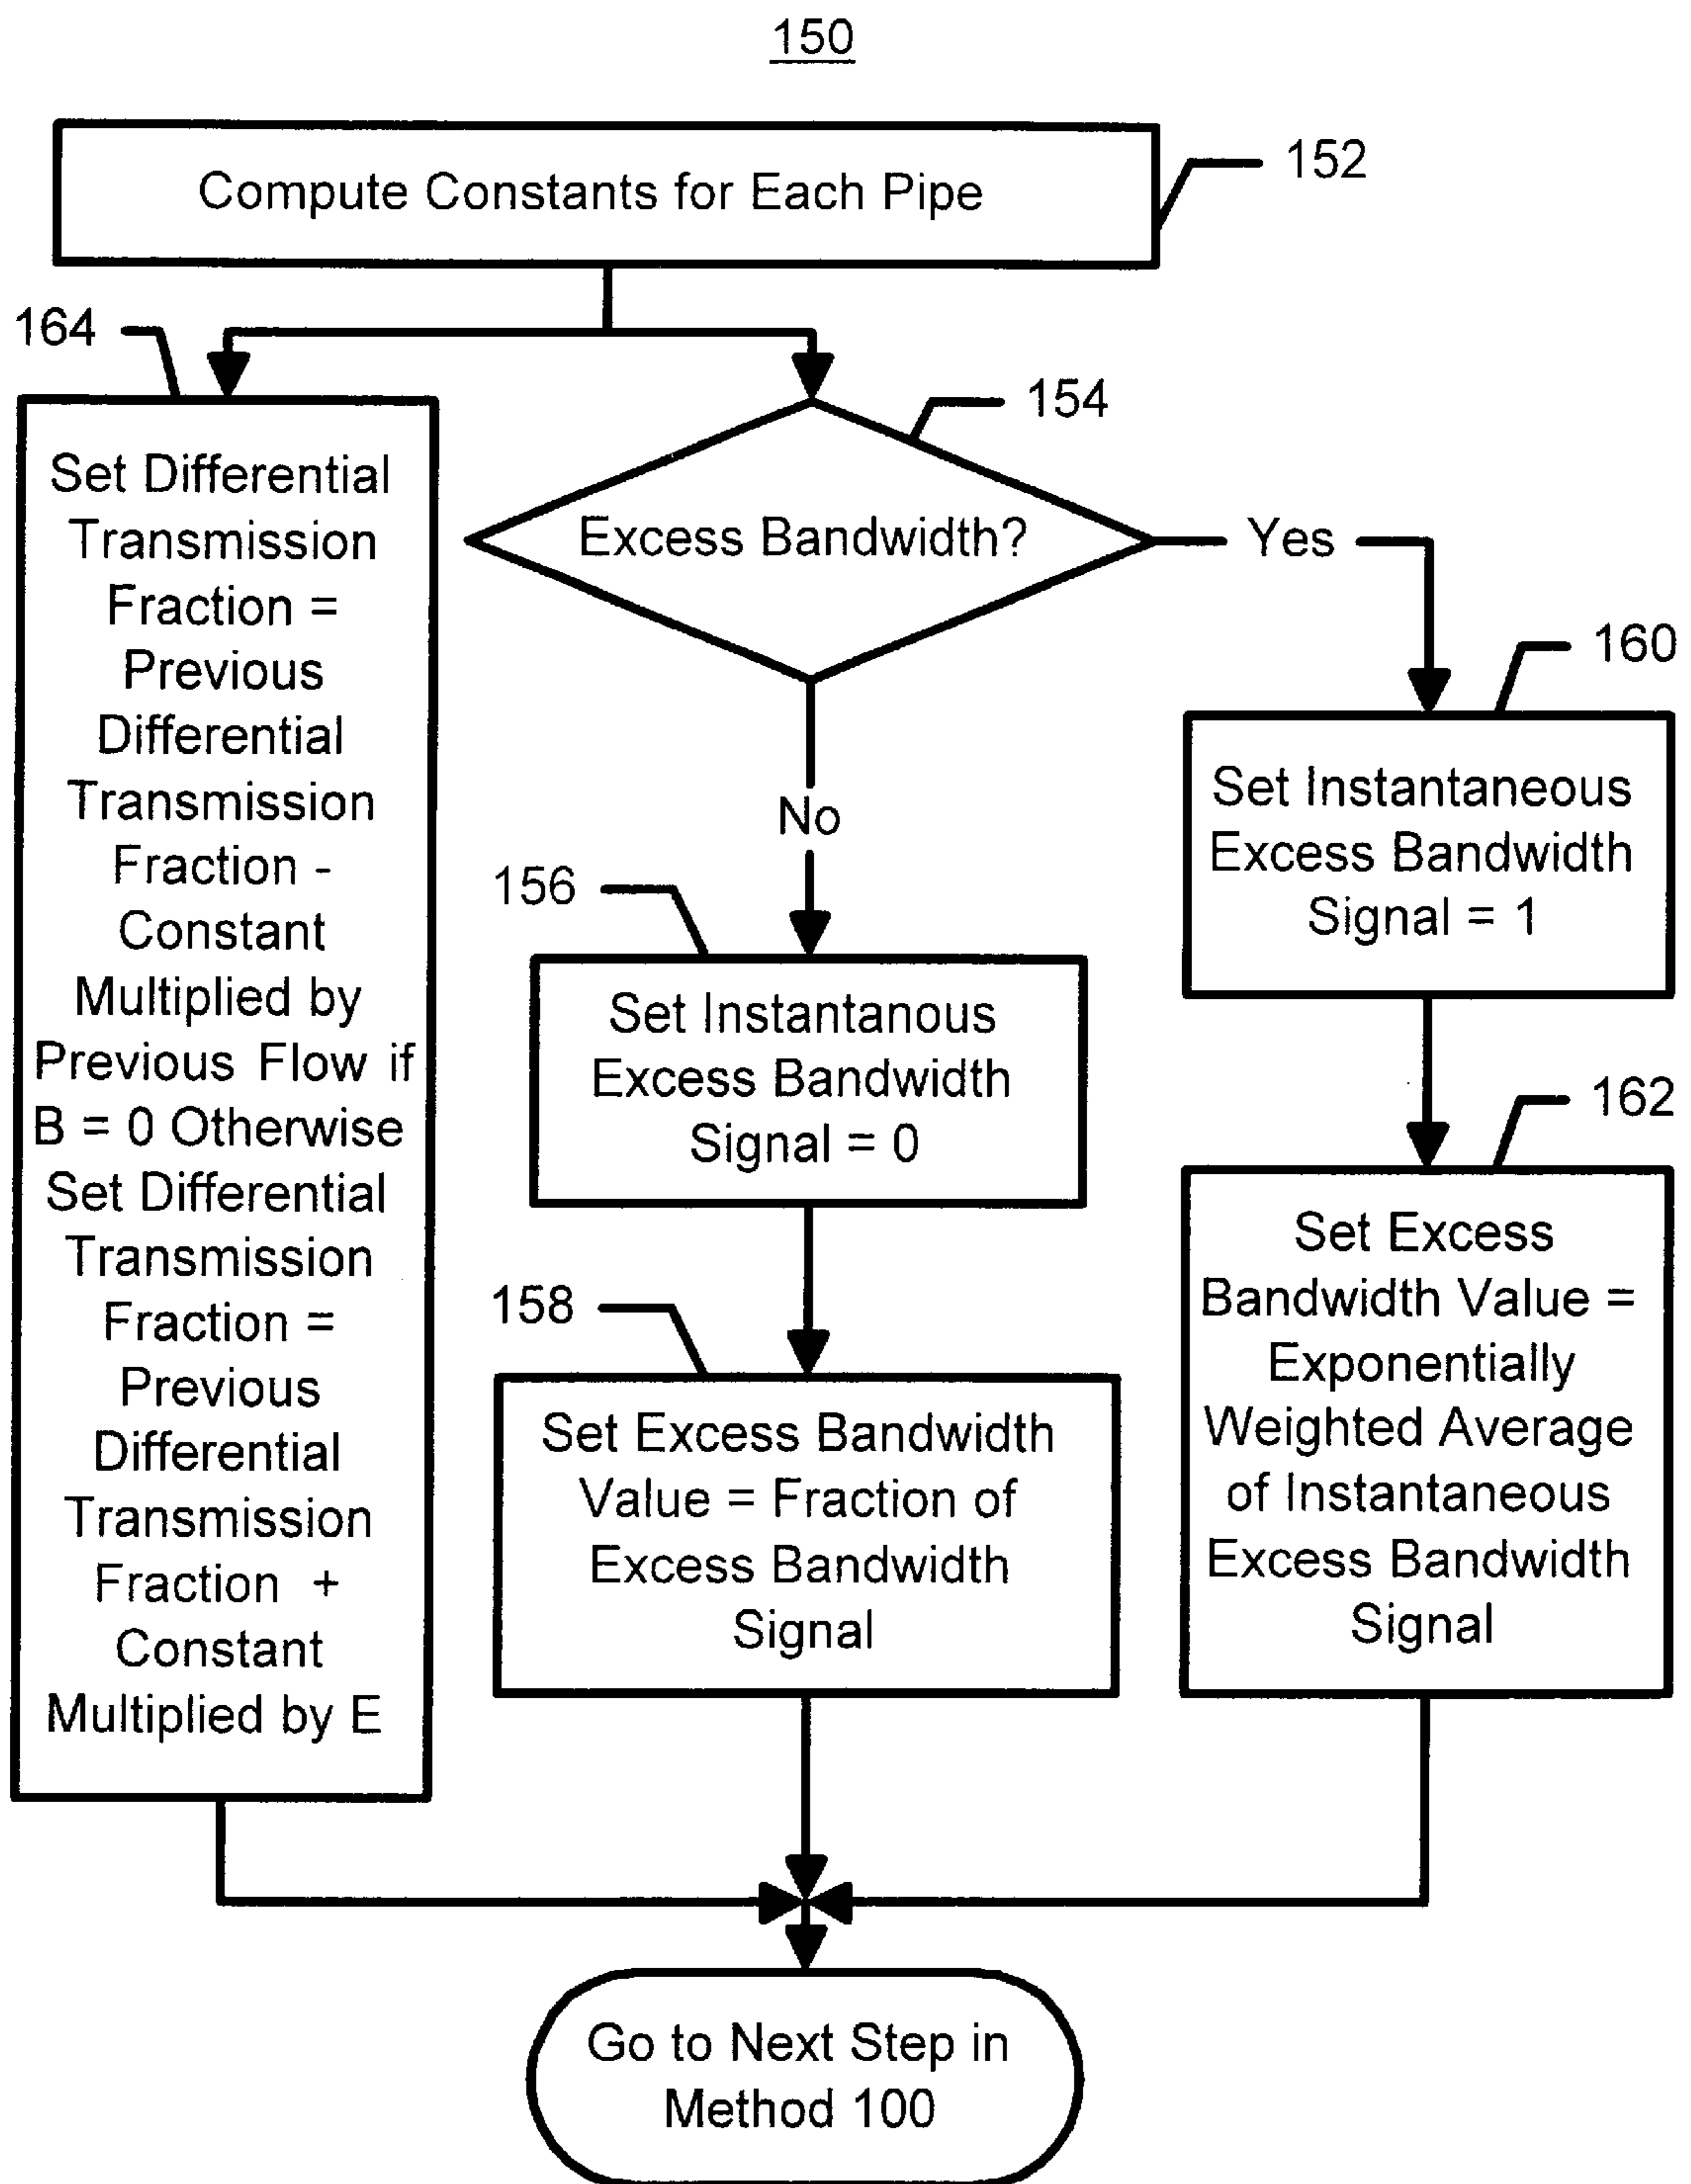 150
Compute Constants for Each Pipe
152
164
Set Differential
Transmission
Fraction =
Previous
Differential
Transmission
Fraction -
Constant
Multiplied by
Previous Flow if
B = 0 Otherwise
Set Differential
Transmission
Fraction =
Previous
Differential
Transmission
Fraction +
Constant
Multiplied by E
154
Excess Bandwidth?
Yes
No
156
Set Instantanous
Excess Bandwidth
Signal = 0
158
Set Excess Bandwidth
Value = Fraction of
Excess Bandwidth
Signal
160
Set Instantaneous
Excess Bandwidth
Signal = 1
162
Set Excess
Bandwidth Value =
Exponentially
Weighted Average
of Instantaneous
Excess Bandwidth
Signal
Go to Next Step in
Method 100